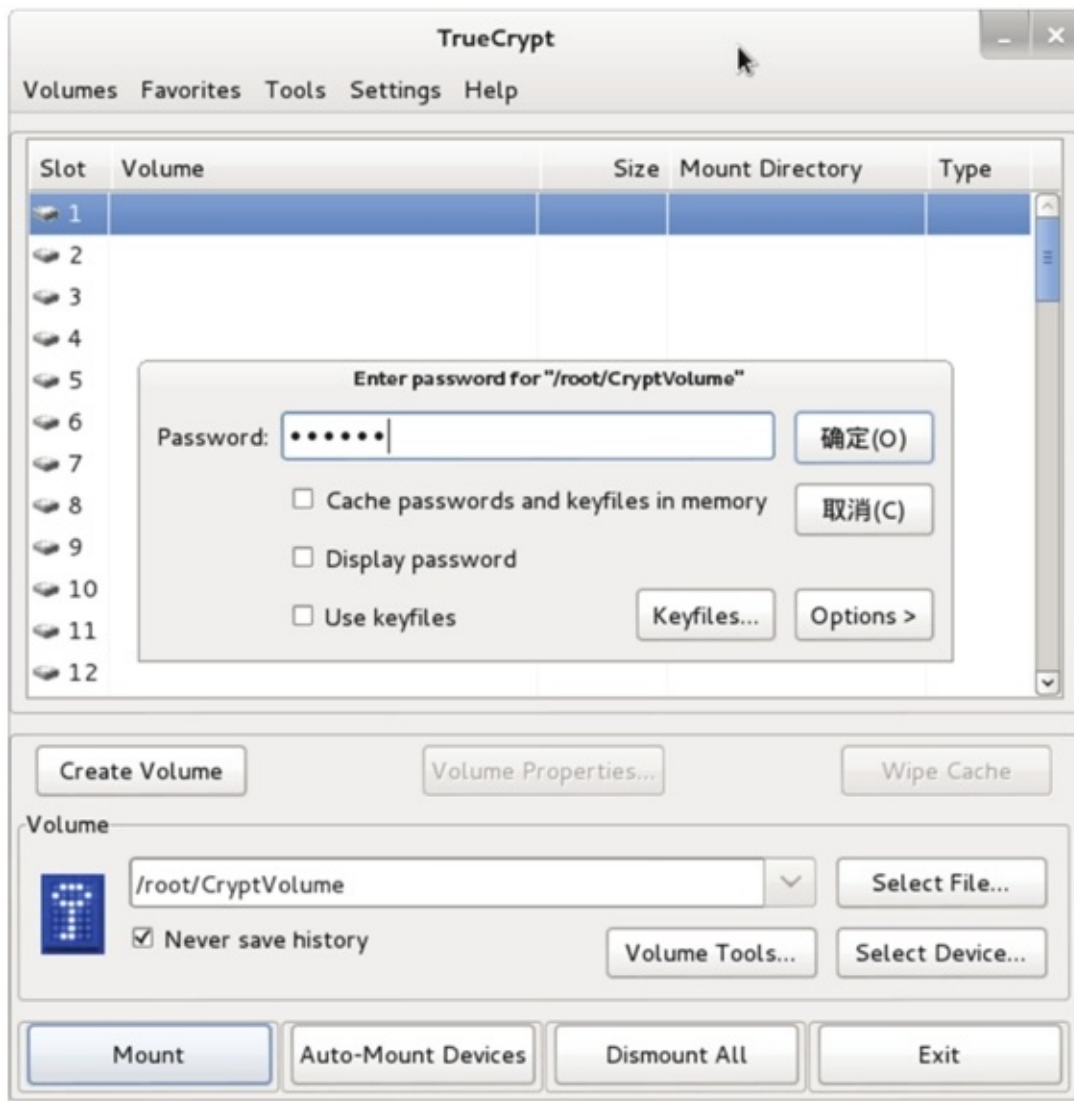 TrueCrypt
Volumes Favorites Tools Settings Help
Slot Volume Size Mount Directory Type
1
2
3
4
5
6
7
8
9
10
11
12
Enter password for "/root/CryptVolume"
Password: ••••••
确定(O)
Cache passwords and keyfiles in memory
取消(C)
Display password
Use keyfiles Keyfiles... Options >
Create Volume Volume Properties... Wipe Cache
Volume
/root/CryptVolume Select File...
Never save history Volume Tools... Select Device...
Mount Auto-Mount Devices Dismount All Exit